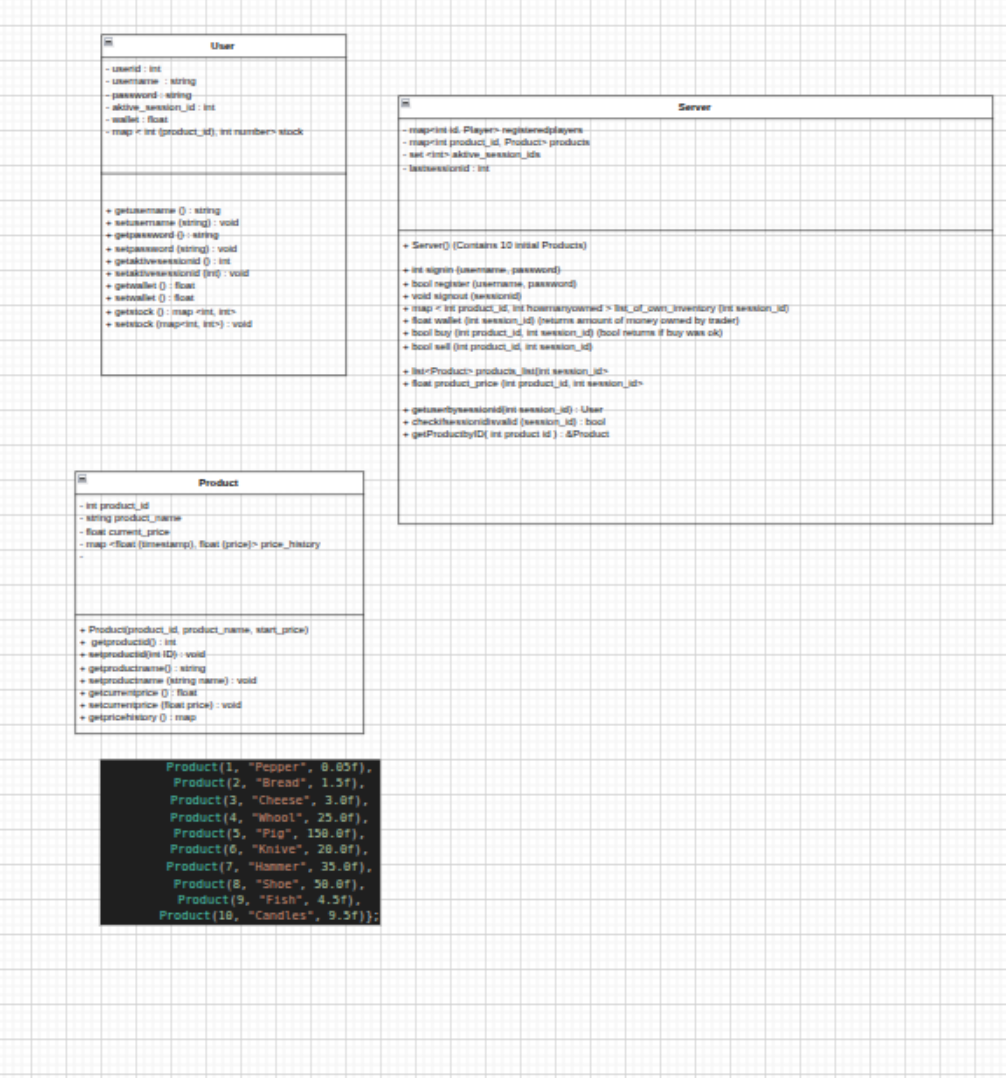 User
- userid : int
- username : string
- password : string
- aktive_session_id : int
- wallet : float
- map < int (product_id), int number> stock
+ getusername () : string
+ setusername (string) : void
+ getpassword () : string
+ setpassword (string) : void
+ getaktivesessionid () : int
+ setaktivesessionid (int) : void
+ getwallet () : float
+ setwallet () : float
+ getstock () : map <int, int>
+ setstock (map<int, int>) : void
Server
- map<int id, Player> registeredplayers
- map<int product_id, Product> products
- set <int> aktive_session_ids
- lastsessionid : int
+ Server() (Contains 10 initial Products)
+ int signin (username, password)
+ bool register (username, password)
+ void signout (sessionid)
+ map < int product_id, int howmanyowned > list_of_own_inventory (int session_id)
+ float wallet (int session_id) (returns amount of money owned by trader)
+ bool buy (int product_id, int session_id) (bool returns if buy was ok)
+ bool sell (int product_id, int session_id)
+ list<Product> products_list(int session_id>
+ float product_price (int product_id, int session_id>
+ getuserbysessionid(int session_id) : User
+ checkifsessionidisvalid (session_id) : bool
+ getProductbyID( int product id ) : &Product
Product
- int product_id
- string product_name
- float current_price
- map <float (timestamp), float (price)> price_history
-
+ Product(product_id, product_name, start_price)
+ getproductid() : int
+ setproductid(int ID) : void
+ getproductname() : string
+ setproductname (string name) : void
+ getcurrentprice () : float
+ setcurrentprice (float price) : void
+ getpricehistory () : map
Product(1, "Pepper", 0.05f),
Product(2, "Bread", 1.5f),
Product(3, "Cheese", 3.0f),
Product(4, "Whool", 25.0f),
Product(5, "Pig", 150.0f),
Product(6, "Knive", 20.0f),
Product(7, "Hammer", 35.0f),
Product(8, "Shoe", 50.0f),
Product(9, "Fish", 4.5f),
Product(10, "Candles", 9.5f)};